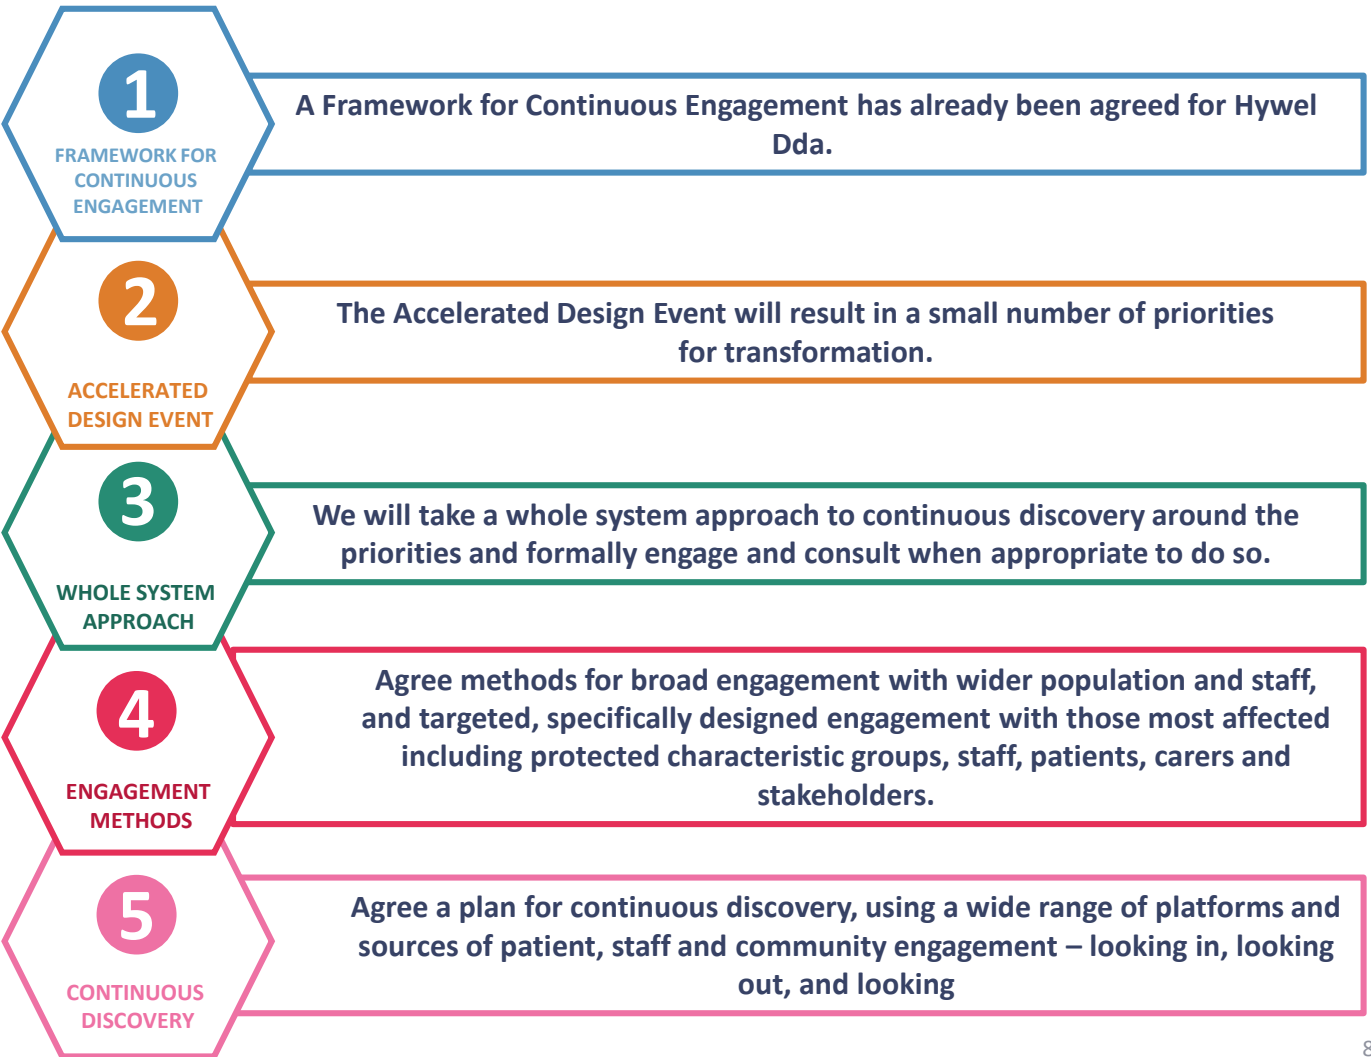 1
FRAMEWORK FOR
CONTINUOUS
ENGAGEMENT
A Framework for Continuous Engagement has already been agreed for Hywel
Dda.
2
ACCELERATED
DESIGN EVENT
The Accelerated Design Event will result in a small number of priorities
for transformation.
3
WHOLE SYSTEM
APPROACH
We will take a whole system approach to continuous discovery around the
priorities and formally engage and consult when appropriate to do so.
4
ENGAGEMENT
METHODS
Agree methods for broad engagement with wider population and staff,
and targeted, specifically designed engagement with those most affected
including protected characteristic groups, staff, patients, carers and
stakeholders.
5
CONTINUOUS
DISCOVERY
Agree a plan for continuous discovery, using a wide range of platforms and
sources of patient, staff and community engagement – looking in, looking
out, and looking
8